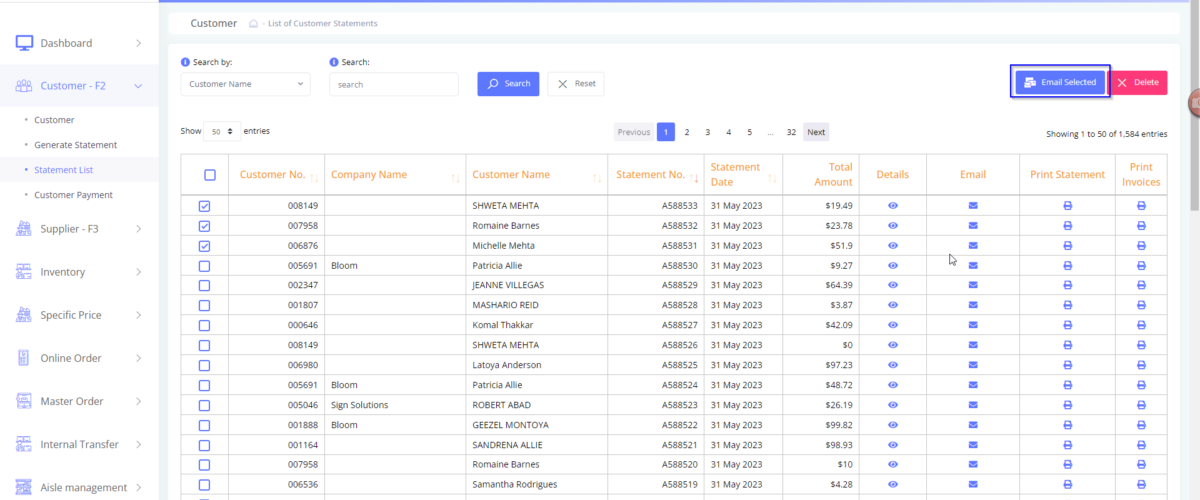 Customer - List of Customer Statements
Dashboard
Customer - F2
Customer
Generate Statement
Statement List
Customer Payment
Supplier - F3
Inventory
Specific Price
Online Order
Master Order
Internal Transfer
Aisle management
Search by: Search:
Customer Name search Search Reset Email Selected Delete
Show 50 entries Previous 1 2 3 4 5 ... 32 Next Showing 1 to 50 of 1,584 entries
Customer No. Company Name Customer Name Statement No. Statement Date Total Amount Details Email Print Statement Print Invoices
008149 SHWETA MEHTA A588533 31 May 2023 $19.49
007958 Romaine Barnes A588532 31 May 2023 $23.78
006876 Michelle Mehta A588531 31 May 2023 $51.9
005691 Bloom Patricia Allie A588530 31 May 2023 $9.27
002347 JEANNE VILLEGAS A588529 31 May 2023 $64.39
001807 MASHARIO REID A588528 31 May 2023 $3.87
000646 Komal Thakkar A588527 31 May 2023 $42.09
008149 SHWETA MEHTA A588526 31 May 2023 $0
006980 Latoya Anderson A588525 31 May 2023 $97.23
005691 Bloom Patricia Allie A588524 31 May 2023 $48.72
005046 Sign Solutions ROBERT ABAD A588523 31 May 2023 $26.19
001888 Bloom GEEZEL MONTOYA A588522 31 May 2023 $99.82
001164 SANDRENA ALLIE A588521 31 May 2023 $98.93
007958 Romaine Barnes A588520 31 May 2023 $10
006536 Samantha Rodrigues A588519 31 May 2023 $4.28